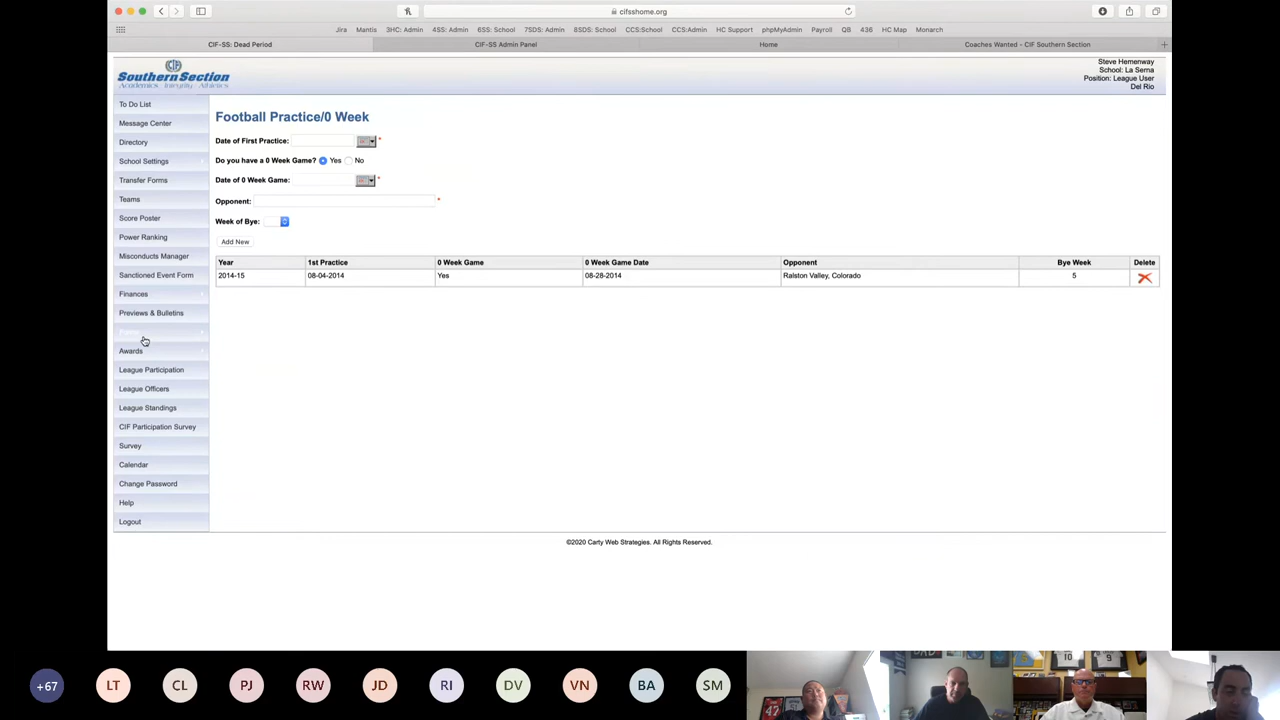 cifsshome.org
Jira Mantis 3HC: Admin 4SS: Admin 6SS: School 7SDS: Admin 8SDS: School CCS:School CCS:Admin HC Support phpMyAdmin Payroll QB 436 HC Map Monarch
CIF-SS: Dead Period CIF-SS Admin Panel Home Coaches Wanted - CIF Southern Section
CIF
Southern Section
Academics Integrity Athletics
Steve Hemenway
School: La Serna
Position: League User
Del Rio
To Do List
Message Center
Directory
School Settings
Transfer Forms
Teams
Score Poster
Power Ranking
Misconducts Manager
Sanctioned Event Form
Finances
Previews & Bulletins
Awards
League Participation
League Officers
League Standings
CIF Participation Survey
Survey
Calendar
Change Password
Help
Logout
Football Practice/0 Week
Date of First Practice: *
Do you have a 0 Week Game? Yes No
Date of 0 Week Game: *
Opponent: *
Week of Bye:
Add New
Year 1st Practice 0 Week Game 0 Week Game Date Opponent Bye Week Delete
2014-15 08-04-2014 Yes 08-28-2014 Ralston Valley, Colorado 5
©2020 Carty Web Strategies. All Rights Reserved.
+67 LT CL PJ RW JD RI DV VN BA SM